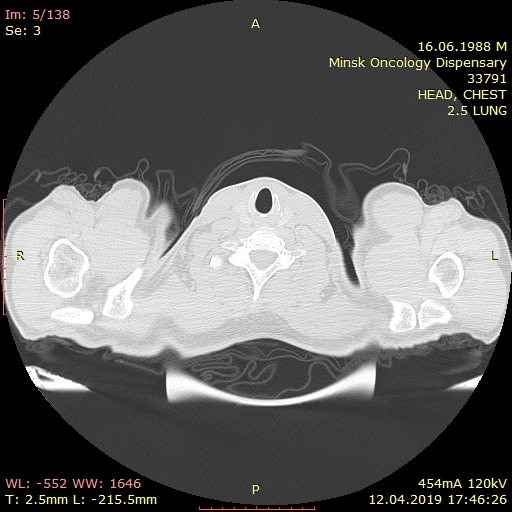 Im: 5/138
Se: 3
A
16.06.1988 M
Minsk Oncology Dispensary
33791
HEAD, CHEST
2.5 LUNG
R
L
WL: -552 WW: 1646
T: 2.5mm L: -215.5mm
P
454mA 120kV
12.04.2019 17:46:26